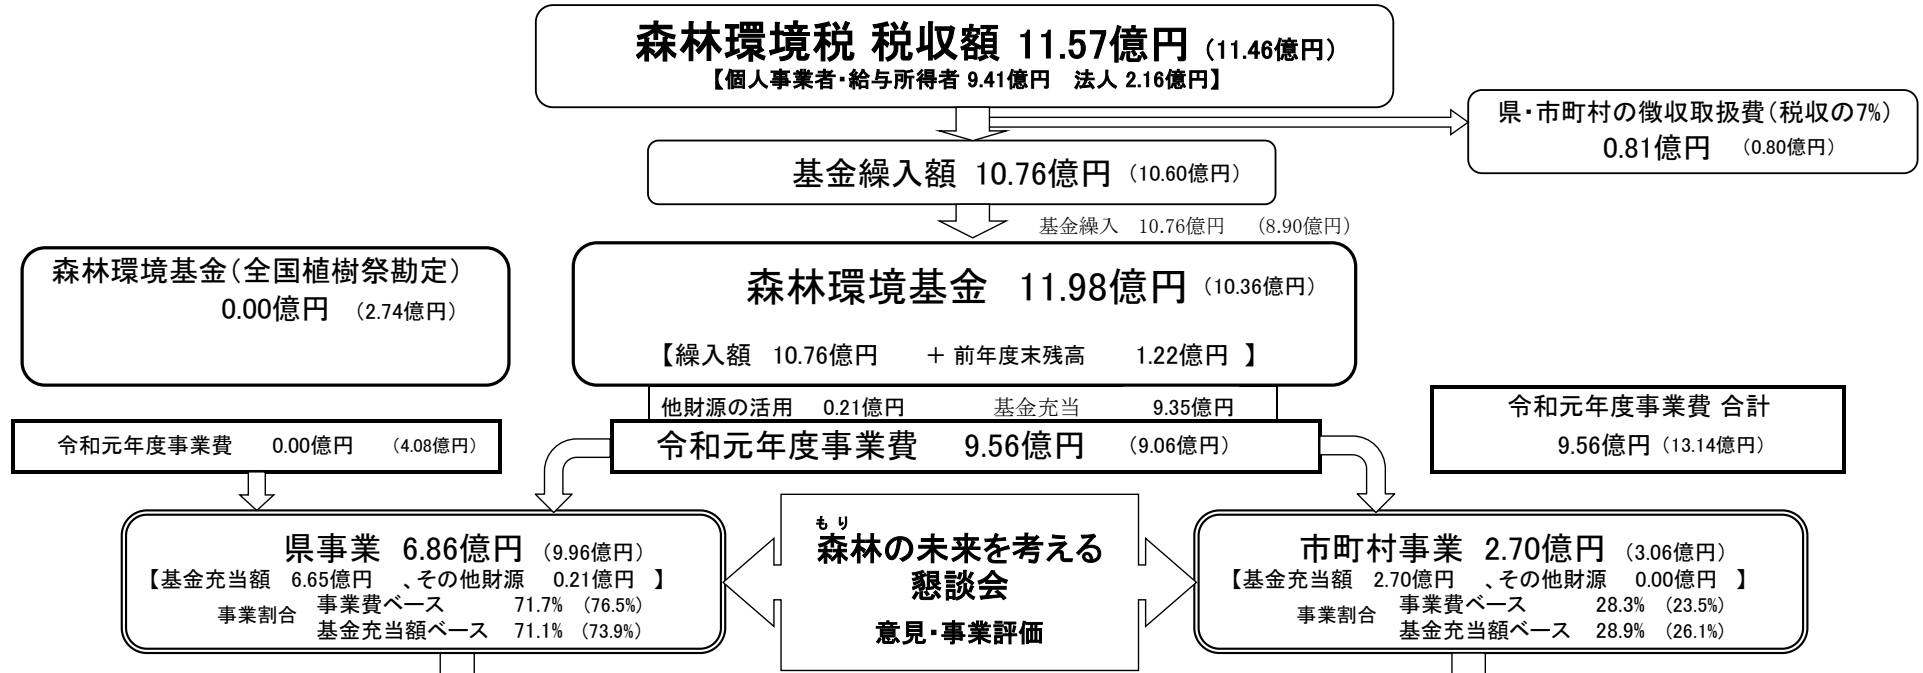 森林環境税 税収額 11.57億円 (11.46億円)
【個人事業者・給与所得者 9.41億円　法人 2.16億円】
県・市町村の徴収取扱費(税収の7%)
0.81億円　(0.80億円)
基金繰入額 10.76億円 (10.60億円)
基金繰入　10.76億円　(8.90億円)
森林環境基金(全国植樹祭勘定)
0.00億円　(2.74億円)
森林環境基金　11.98億円 (10.36億円)
【繰入額　10.76億円　＋ 前年度末残高　1.22億円 】
他財源の活用　0.21億円　基金充当　9.35億円
令和元年度事業費 合計
9.56億円 (13.14億円)
令和元年度事業費　0.00億円　(4.08億円)
令和元年度事業費　9.56億円　(9.06億円)
県事業 6.86億円 (9.96億円)
【基金充当額　6.65億円　、その他財源　0.21億円　】
事業割合　事業費ベース　71.7%　(76.5%)
基金充当額ベース　71.1%　(73.9%)
もり
森林の未来を考える
懇談会
意見・事業評価
市町村事業 2.70億円 (3.06億円)
【基金充当額　2.70億円　、その他財源　0.00億円　】
事業割合　事業費ベース　28.3%　(23.5%)
基金充当額ベース　28.9%　(26.1%)